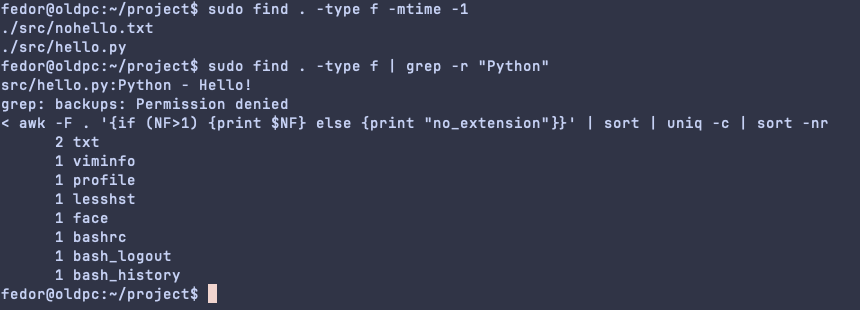 fedor@oldpc:~/project$ sudo find . -type f -mtime -1
./src/nohello.txt
./src/hello.py
fedor@oldpc:~/project$ sudo find . -type f | grep -r "Python"
src/hello.py:Python - Hello!
grep: backups: Permission denied
< awk -F . '{if (NF>1) {print $NF} else {print "no_extension"}}' | sort | uniq -c | sort -nr
      2 txt
      1 viminfo
      1 profile
      1 lesshst
      1 face
      1 bashrc
      1 bash_logout
      1 bash_history
fedor@oldpc:~/project$